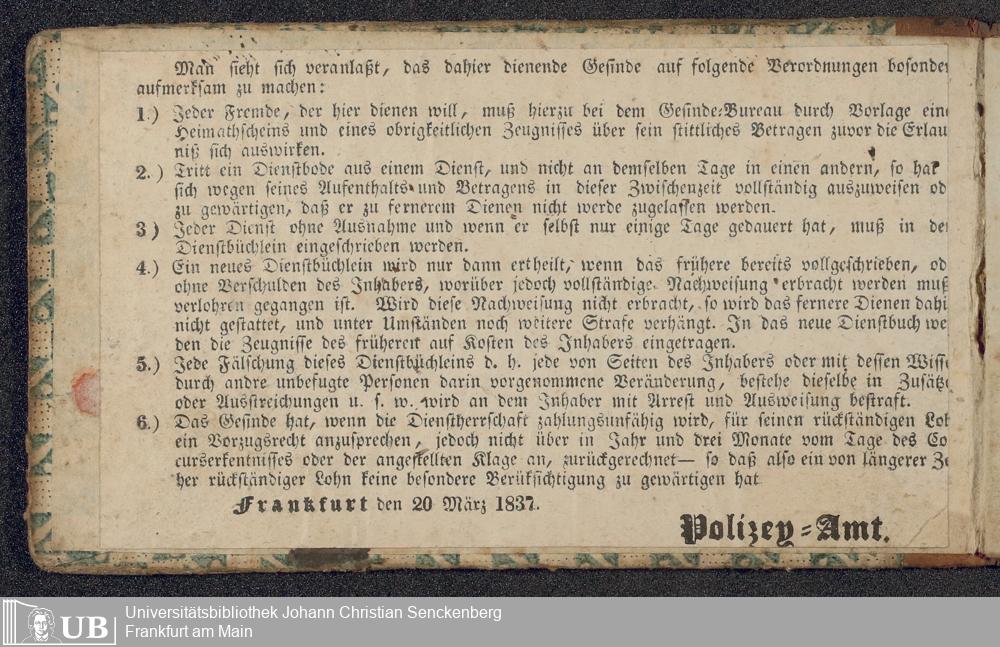 Man sieht sich veranlaßt, das dahier dienende Gesinde auf folgende Verordnungen bosonder
aufmerksam zu machen:
1.) Jeder Fremde, der hier dienen will, muß hierzu bei dem Gesinde-Bureau durch Vorlage eine
Heimathscheins und eines obrigkeitlichen Zeugnisses über sein stittliches Betragen zuvor die Erlau
niß sich auswirken.
2.) Tritt ein Dienstbode aus einem Dienst, und nicht an demselben Tage in einen andern, so hat
sich wegen seines Aufenthalts und Betragens in dieser Zwischenzeit vollständig auszuweisen od
zu gewärtigen, daß er zu fernerem Dienen nicht werde zugelassen werden.
3) Jeder Dienst ohne Ausnahme und wenn er selbst nur einige Tage gedauert hat, muß in de
Dienstbüchlein eingeschrieben werden.
4.) Ein neues Dienstbüchlein wird nur dann ertheilt, wenn das frühere bereits vollgeschrieben, od
ohne Verschulden des Inhabers, worüber jedoch vollständige Nachweisung erbracht werden muß
verlohren gegangen ist. Wird diese Nachweisung nicht erbracht, so wird das fernere Dienen dahi
nicht gestattet, und unter Umständen noch weitere Strafe verhängt. In das neue Dienstbuch we
den die Zeugnisse des früheren auf Kosten des Inhabers eingetragen.
5.) Jede Fälschung dieses Dienstbüchleins d. h. jede von Seiten des Inhabers oder mit dessen Wisse
durch andre unbefugte Personen darin vorgenommene Veränderung, bestehe dieselbe in Zusätze
oder Ausstreichungen u. s. w. wird an dem Inhaber mit Arrest und Ausweisung bestraft.
6.) Das Gesinde hat, wenn die Dienstherrschaft zahlungsunfähig wird, für seinen rückständigen Loh
ein Vorzugsrecht anzusprechen, jedoch nicht über in Jahr und drei Monate vom Tage des Co
curserkentnisses oder der angestellten Klage an, zurückgerechnet— so daß also ein von längerer Ze
her rückständiger Lohn keine besondere Berüksichtigung zu gewärtigen hat
Frankfurt den 20 März 1837.
Polizey-Amt.
UB Universitätsbibliothek Johann Christian Senckenberg
Frankfurt am Main